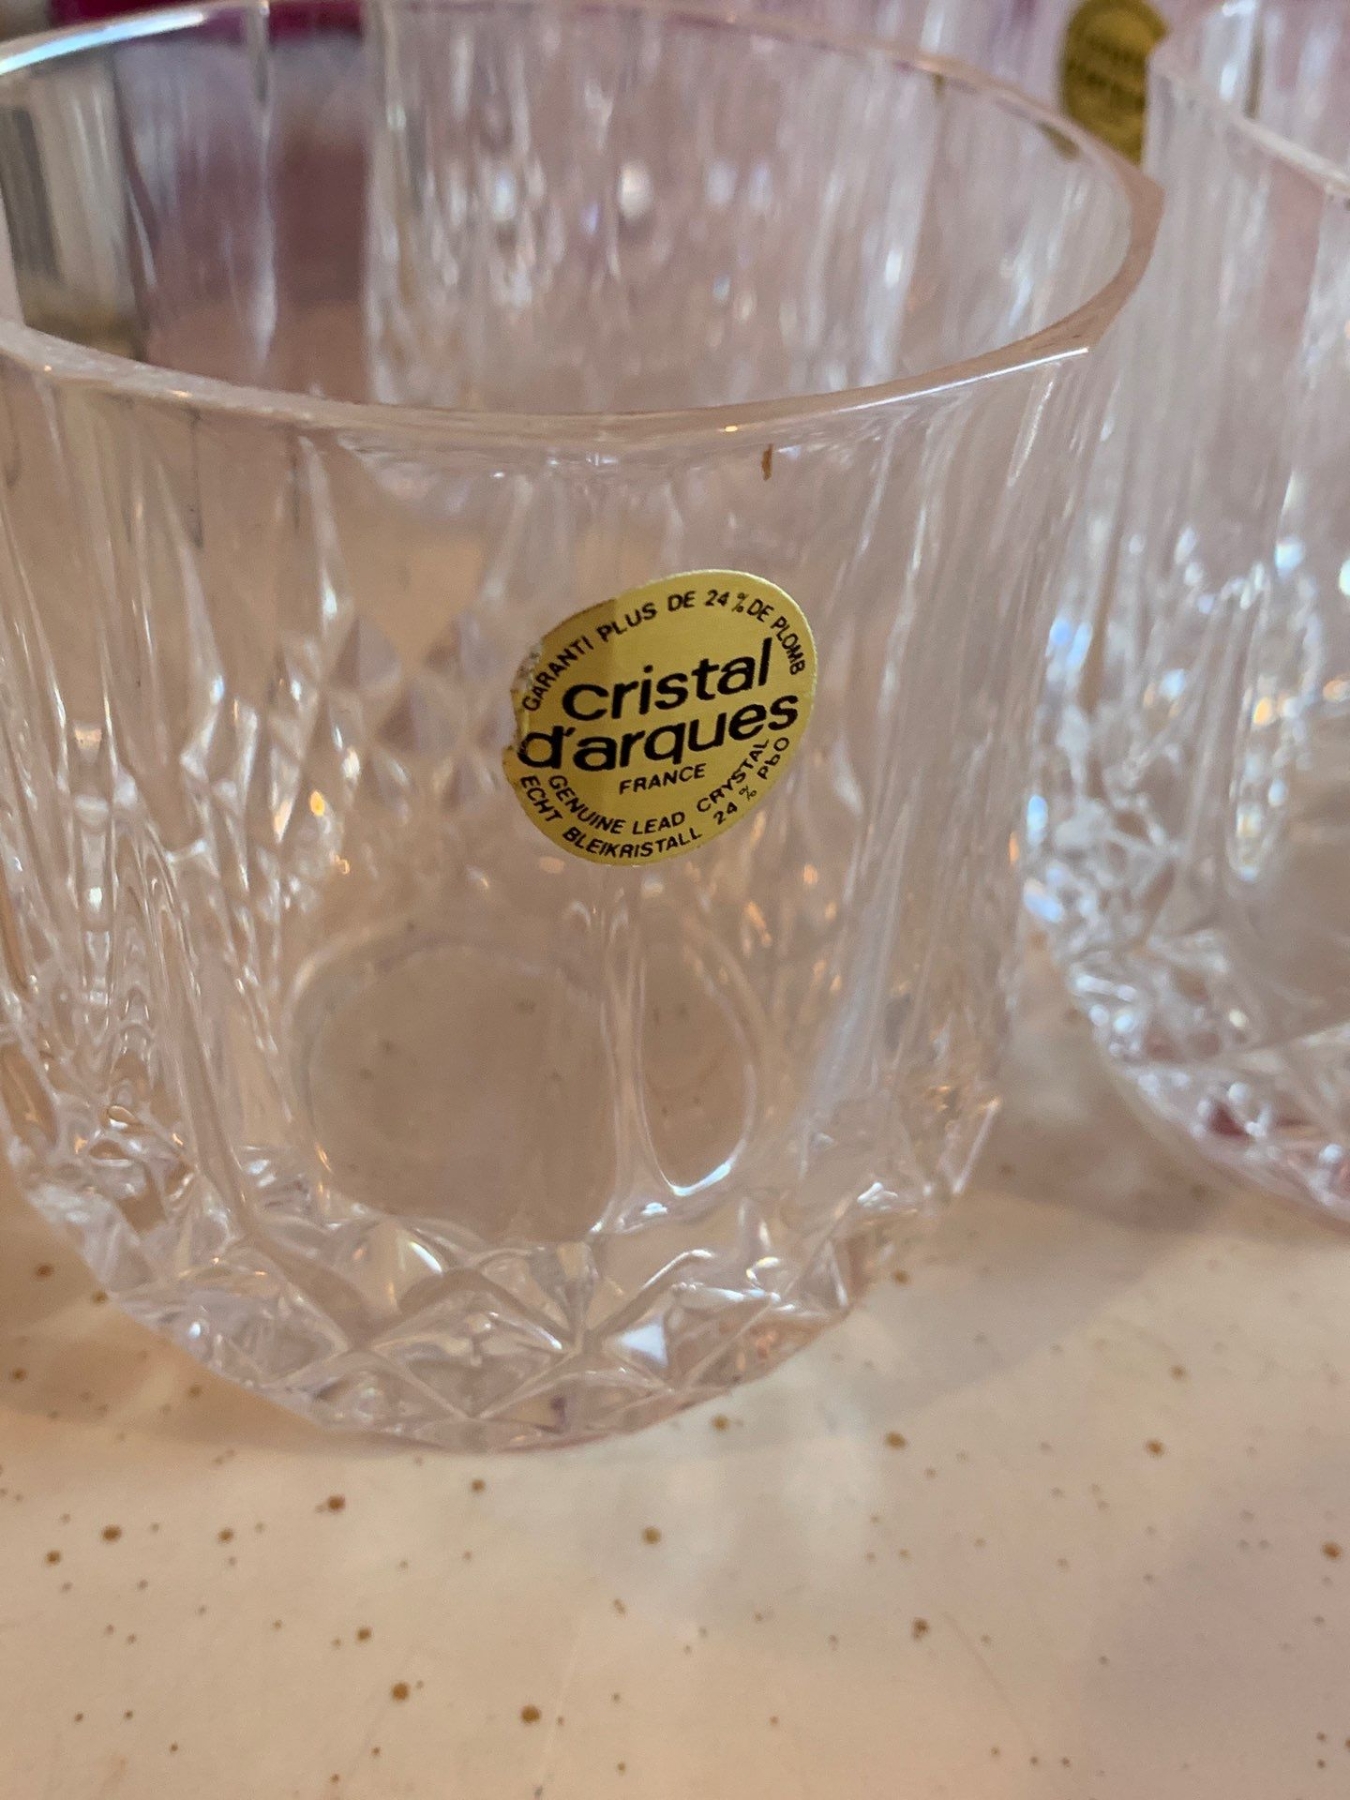 GARANTI PLUS DE 24 % DE PLOMB
cristal
d'arques
FRANCE
GENUINE LEAD CRYSTAL
ECHT BLEIKRISTALL 24 % PbO